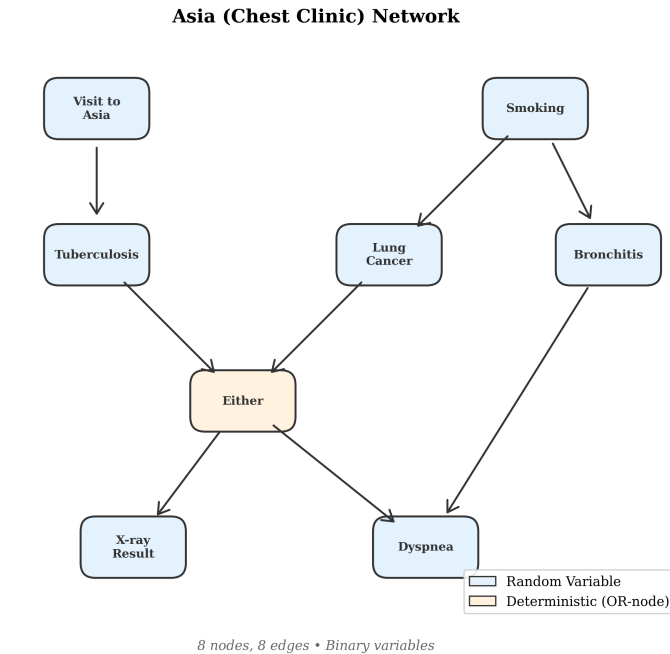 Asia (Chest Clinic) Network
Visit to
Asia
Smoking
Tuberculosis
Lung
Cancer
Bronchitis
Either
X-ray
Result
Dyspnea
Random Variable
Deterministic (OR-node)
8 nodes, 8 edges • Binary variables